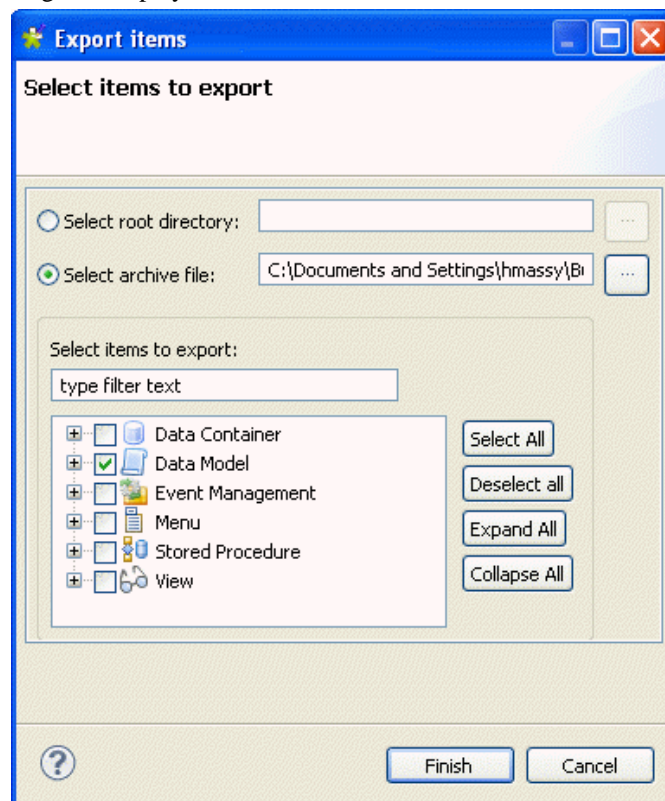 Export items
Select items to export
Select root directory:
...
Select archive file:
C:\Documents and Settings\hmassy\B
...
Select items to export:
type filter text
Data Container
Data Model
Event Management
Menu
Stored Procedure
View
Select All
Deselect all
Expand All
Collapse All
?
Finish
Cancel